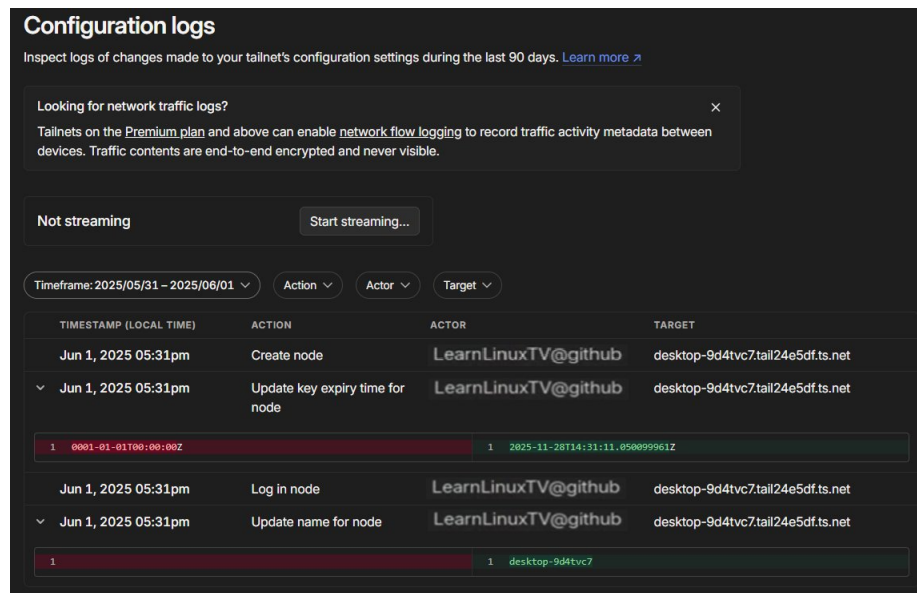 Configuration logs
Inspect logs of changes made to your tailnet's configuration settings during the last 90 days. Learn more ↗
Looking for network traffic logs?
Tailnets on the Premium plan and above can enable network flow logging to record traffic activity metadata between
devices. Traffic contents are end-to-end encrypted and never visible.
Not streaming Start streaming...
Timeframe: 2025/05/31 – 2025/06/01 Action Actor Target
TIMESTAMP (LOCAL TIME) ACTION ACTOR TARGET
Jun 1, 2025 05:31pm Create node LearnLinuxTV@github desktop-9d4tvc7.tail24e5df.ts.net
Jun 1, 2025 05:31pm Update key expiry time for LearnLinuxTV@github desktop-9d4tvc7.tail24e5df.ts.net
node
1 0001-01-01T00:00:00Z 1 2025-11-28T14:31:11.050099961Z
Jun 1, 2025 05:31pm Log in node LearnLinuxTV@github desktop-9d4tvc7.tail24e5df.ts.net
Jun 1, 2025 05:31pm Update name for node LearnLinuxTV@github desktop-9d4tvc7.tail24e5df.ts.net
1 1 desktop-9d4tvc7